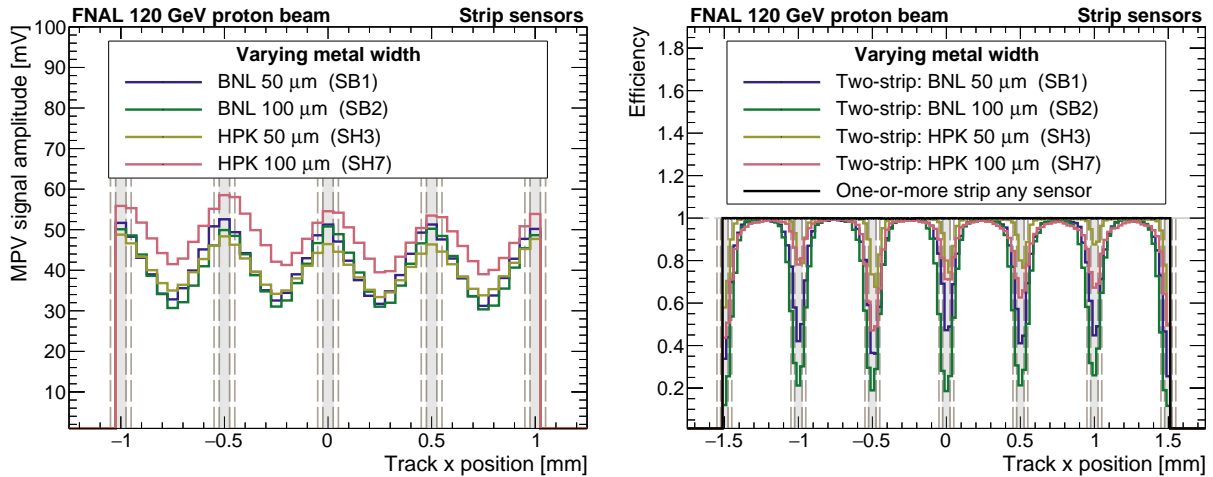 FNAL 120 GeV proton beam Strip sensors
MPV signal amplitude [mV]
100
90
80
70
60
50
40
30
20
10
Varying metal width
BNL 50 μm (SB1)
BNL 100 μm (SB2)
HPK 50 μm (SH3)
HPK 100 μm (SH7)
−1 −0.5 0 0.5 1
Track x position [mm]
FNAL 120 GeV proton beam Strip sensors
Efficiency
1.8
1.6
1.4
1.2
1
0.8
0.6
0.4
0.2
Varying metal width
Two-strip: BNL 50 μm (SB1)
Two-strip: BNL 100 μm (SB2)
Two-strip: HPK 50 μm (SH3)
Two-strip: HPK 100 μm (SH7)
One-or-more strip any sensor
−1.5 −1 −0.5 0 0.5 1 1.5
Track x position [mm]